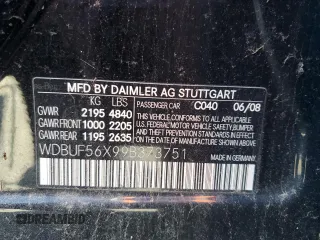 MFD BY DAIMLER AG STUTTGART
KG LBS PASSENGER CAR C040 06/08
GVWR 2195 4840
GAWR FRONT 1000 2205
GAWR REAR 1195 2635
THIS VEHICLE CONFORMS TO ALL APPLICABLE
U.S. FEDERAL MOTOR VEHICLE SAFETY, BUMPER,
AND THEFT PREVENTION STANDARDS IN EFFECT
ON THE DATE OF MANUFACTURE SHOWN ABOVE.
MADE IN GERMANY
AUTOBIDMASTER